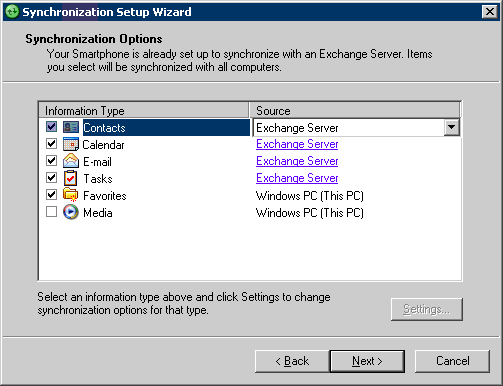 Synchronization Setup Wizard
Synchronization Options
Your Smartphone is already set up to synchronize with an Exchange Server. Items
you select will be synchronized with all computers.
Information Type Source
Contacts Exchange Server
Calendar Exchange Server
E-mail Exchange Server
Tasks Exchange Server
Favorites Windows PC (This PC)
Media Windows PC (This PC)
Select an information type above and click Settings to change
synchronization options for that type.
Settings...
< Back Next > Cancel